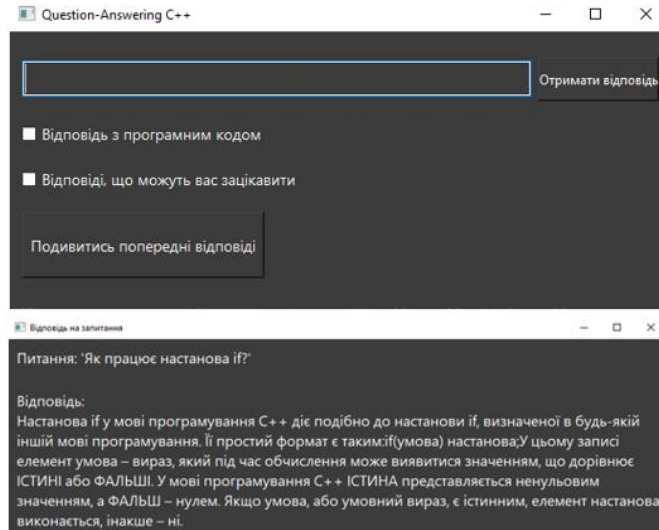 Question-Answering C++
Отримати відповідь
Відповідь з програмним кодом
Відповіді, що можуть вас зацікавити
Подивитись попередні відповіді
Відповідь на запитання
Питання: 'Як працює настанова if?'
Відповідь:
Настанова if у мові програмування C++ діє подібно до настанови if, визначеної в будь-якій
іншій мові програмування. Її простий формат є таким:if(умова) настанова;У цьому записі
елемент умова – вираз, який під час обчислення може виявитися значенням, що дорівнює
ІСТИНІ або ФАЛЬШІ. У мові програмування C++ ІСТИНА представляється ненульовим
значенням, а ФАЛЬШ – нулем. Якщо умова, або умовний вираз, є істинним, елемент настанова
виконається, інакше – ні.